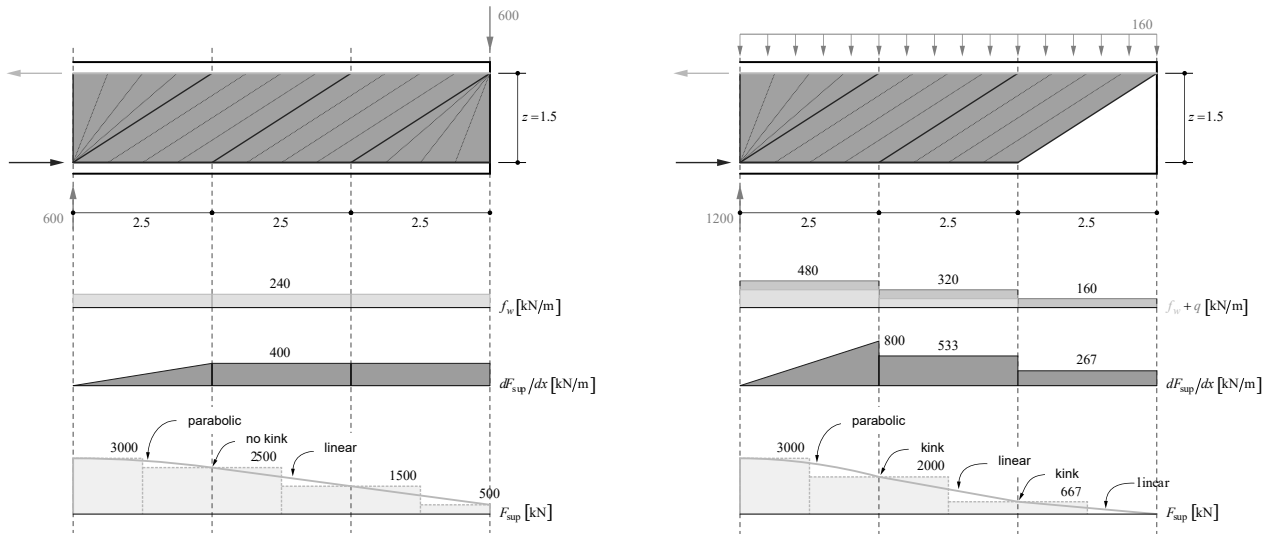 600
z = 1.5
600
2.5
2.5
2.5
240
f_w [kN/m]
400
dF_sup/dx [kN/m]
parabolic
no kink
linear
3000
2500
1500
500
F_sup [kN]
160
z = 1.5
1200
2.5
2.5
2.5
480
320
160
f_w + q [kN/m]
800
533
267
dF_sup/dx [kN/m]
parabolic
kink
linear
kink
linear
3000
2000
667
F_sup [kN]